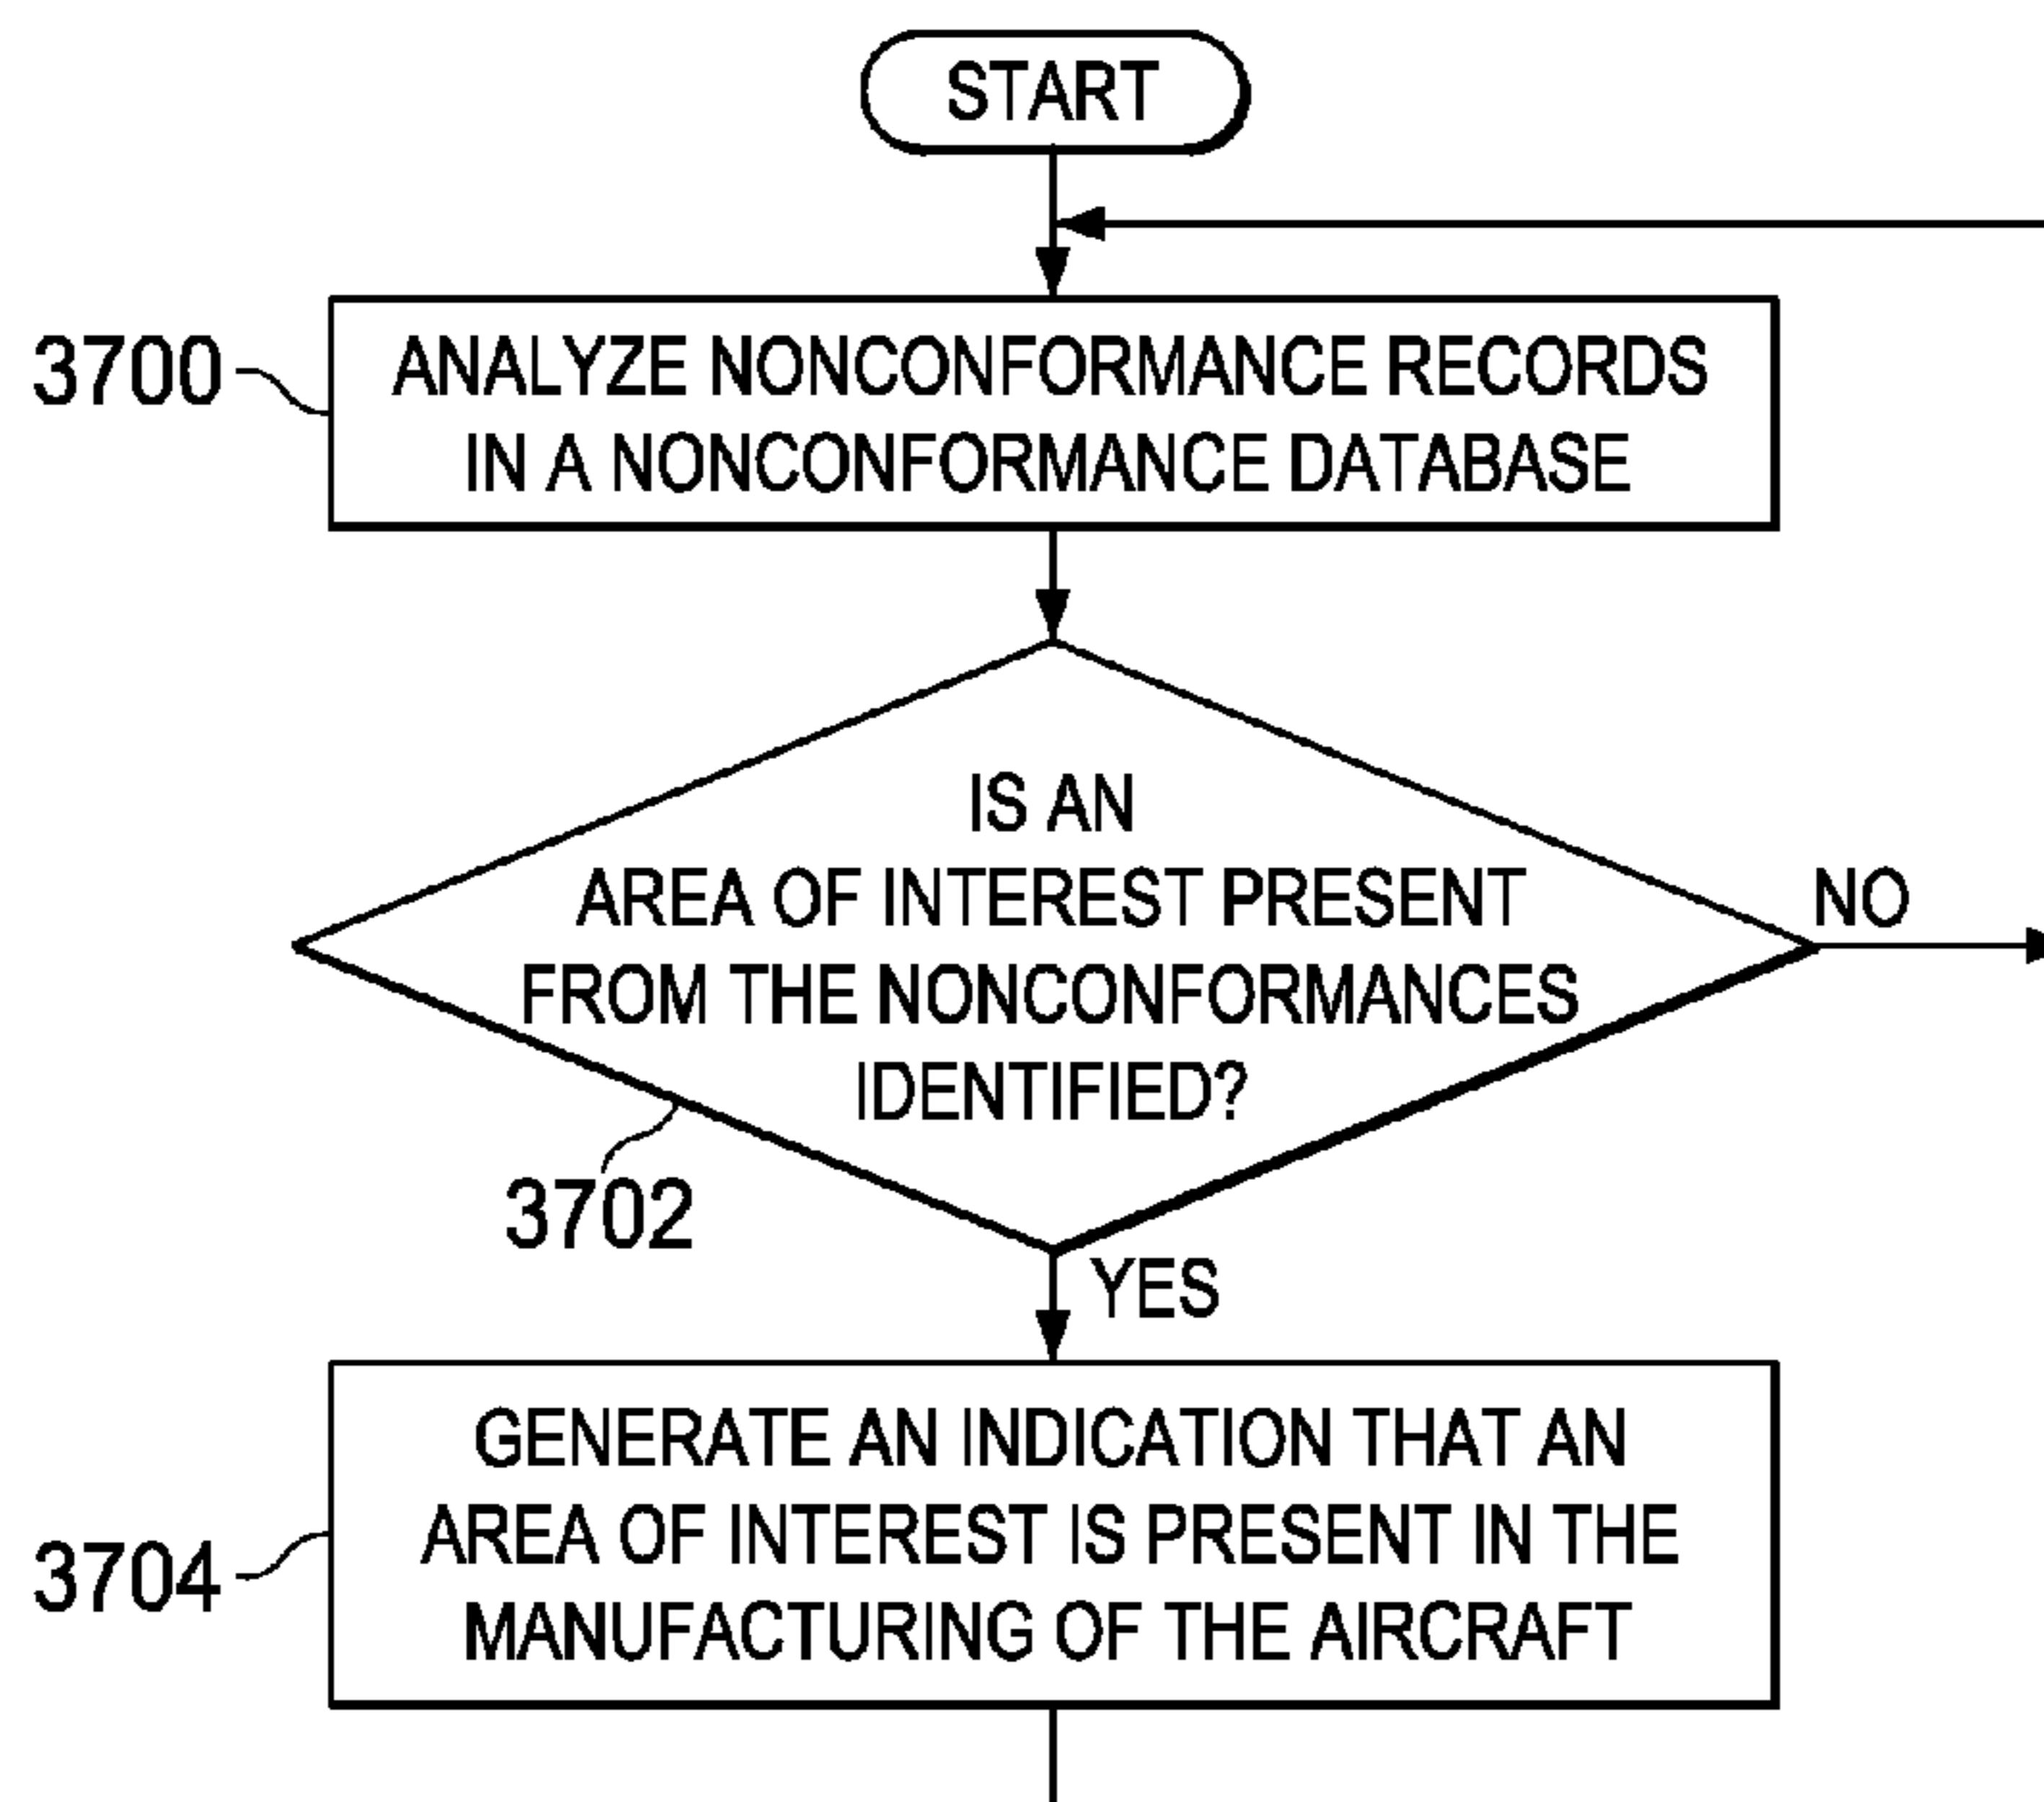 START
3700
ANALYZE NONCONFORMANCE RECORDS
IN A NONCONFORMANCE DATABASE
IS AN
AREA OF INTEREST PRESENT
FROM THE NONCONFORMANCES
IDENTIFIED?
NO
3702
YES
3704
GENERATE AN INDICATION THAT AN
AREA OF INTEREST IS PRESENT IN THE
MANUFACTURING OF THE AIRCRAFT